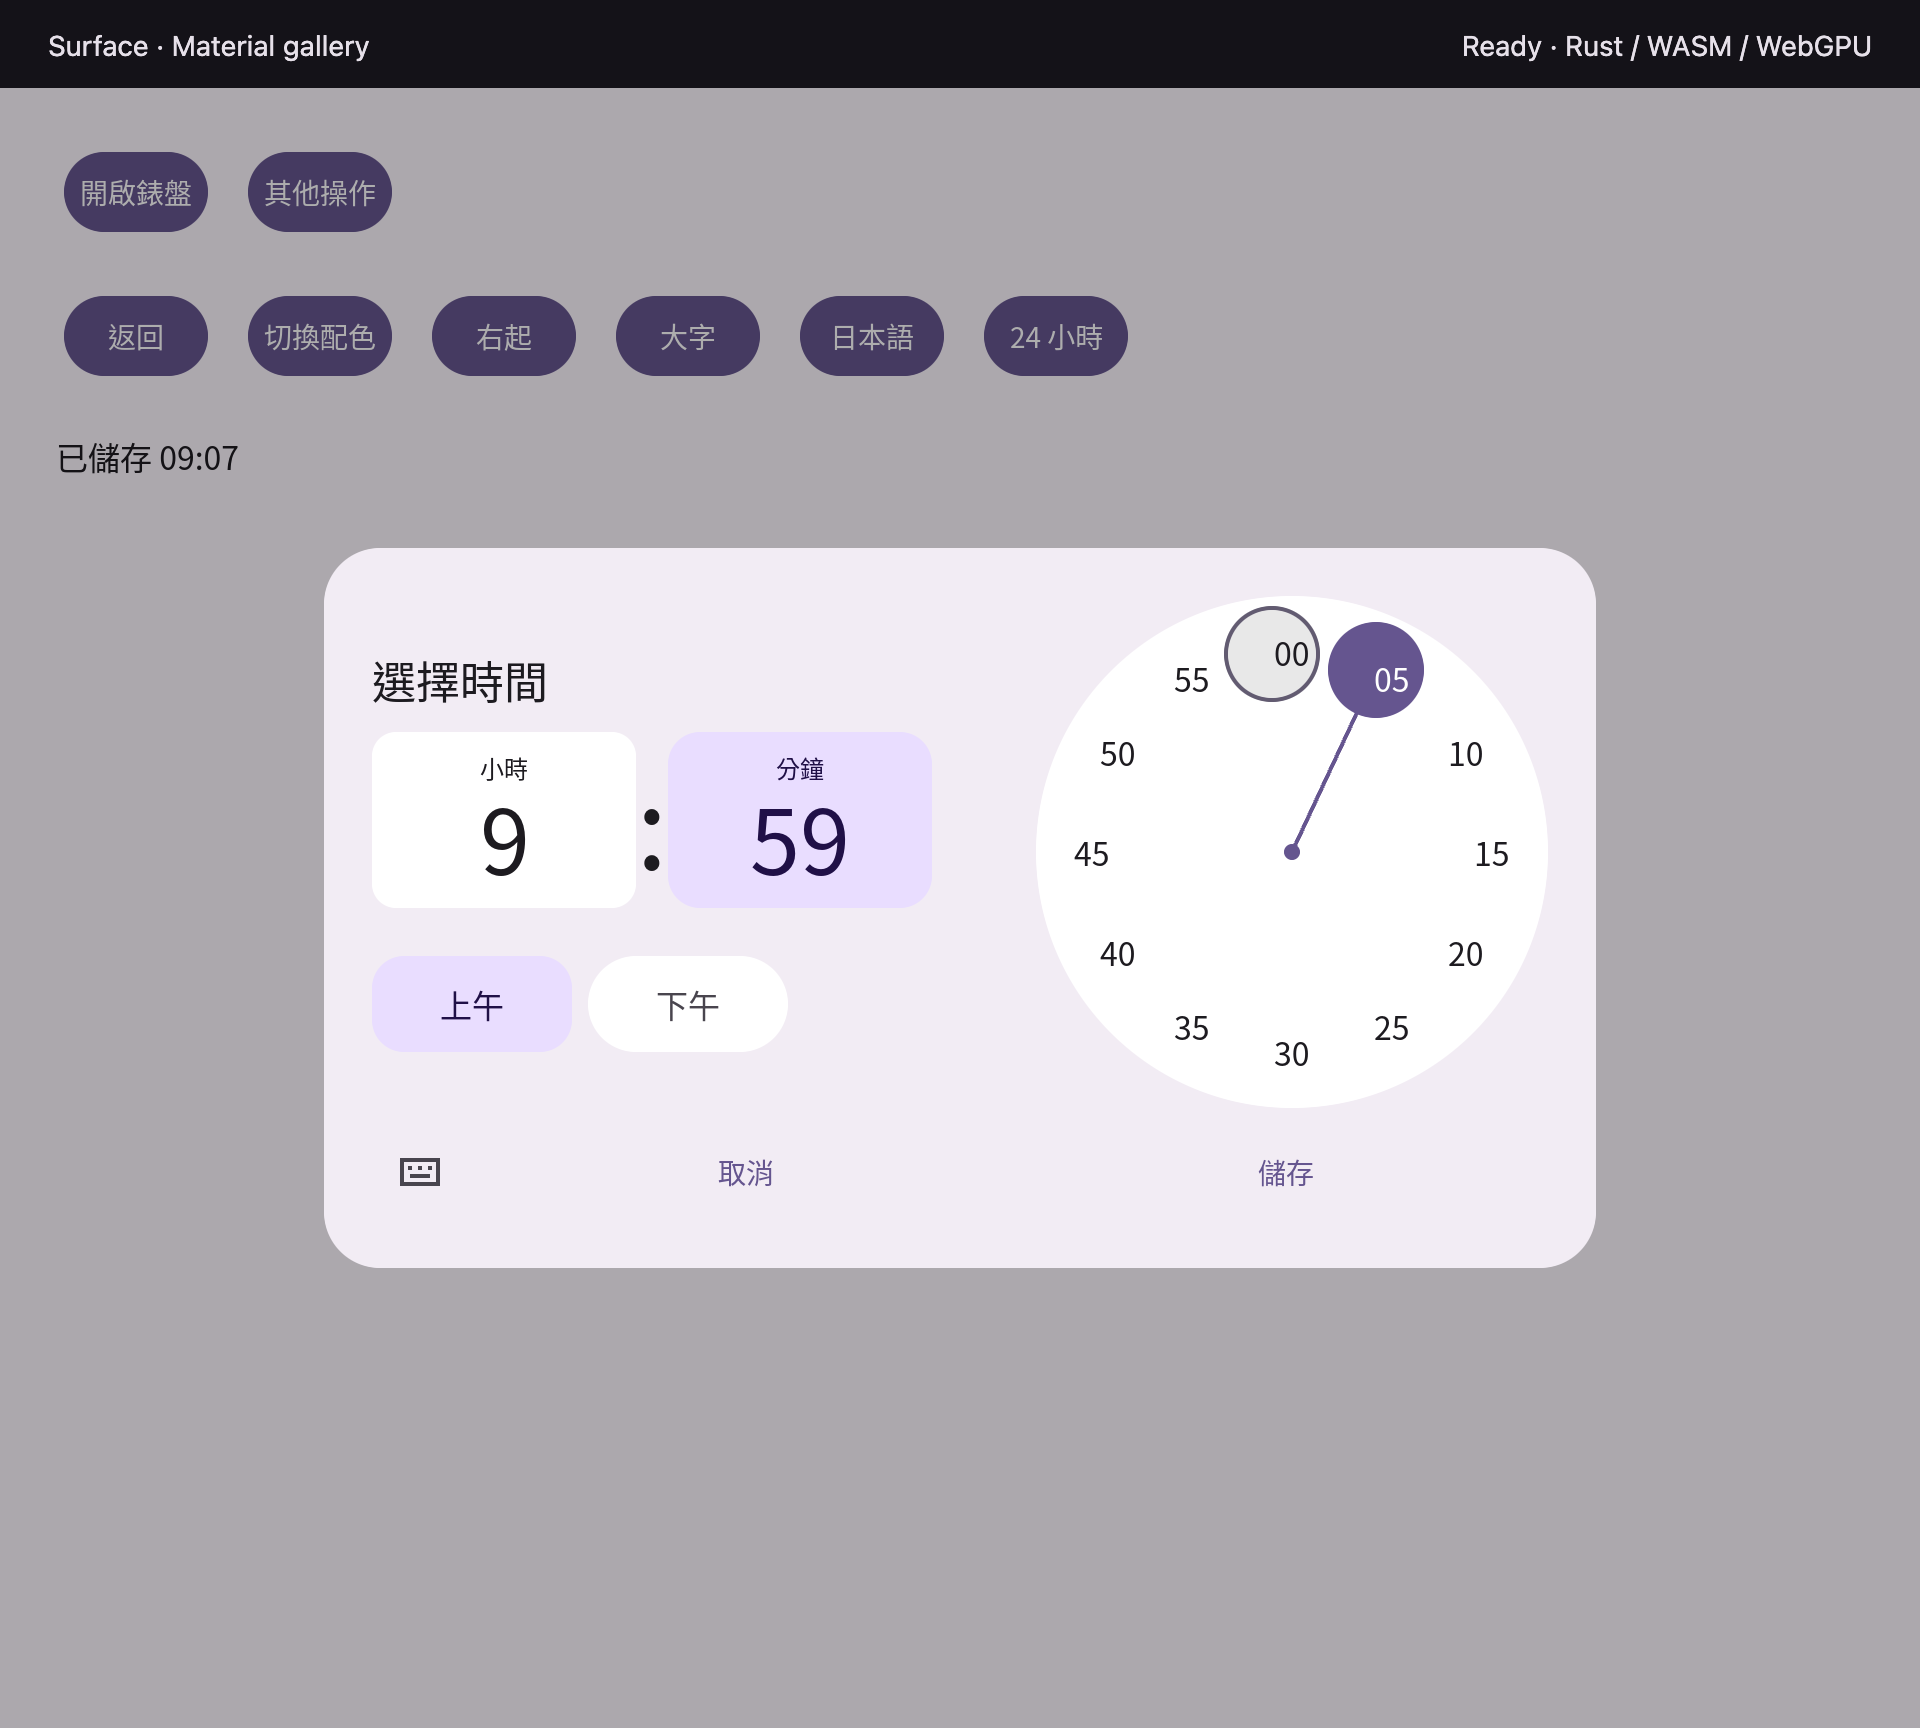 Surface · Material gallery
Ready · Rust / WASM / WebGPU
開啟錶盤
其他操作
返回
切換配色
右起
大字
日本語
24 小時
已儲存 09:07
選擇時間
小時
9
:
分鐘
59
上午
下午
00
05
10
15
20
25
30
35
40
45
50
55
取消
儲存